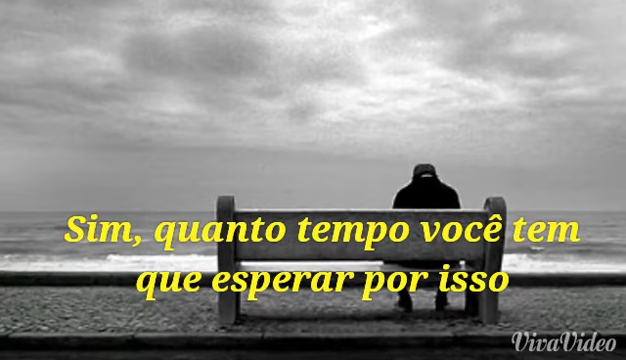 Sim, quanto tempo você tem
que esperar por isso
VivaVideo